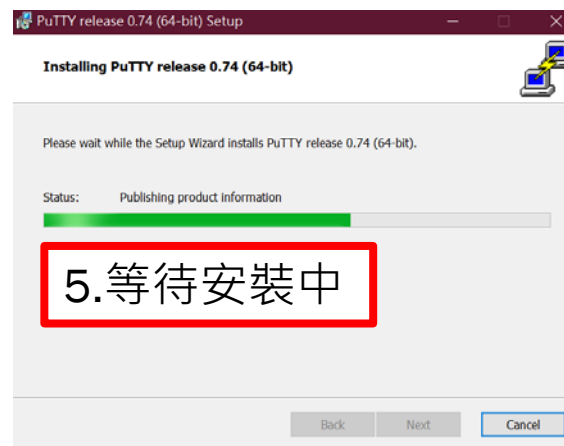 PuTTY release 0.74 (64-bit) Setup
Installing PuTTY release 0.74 (64-bit)
Please wait while the Setup Wizard installs PuTTY release 0.74 (64-bit).
Status: Publishing product information
5.等待安裝中
Back Next Cancel